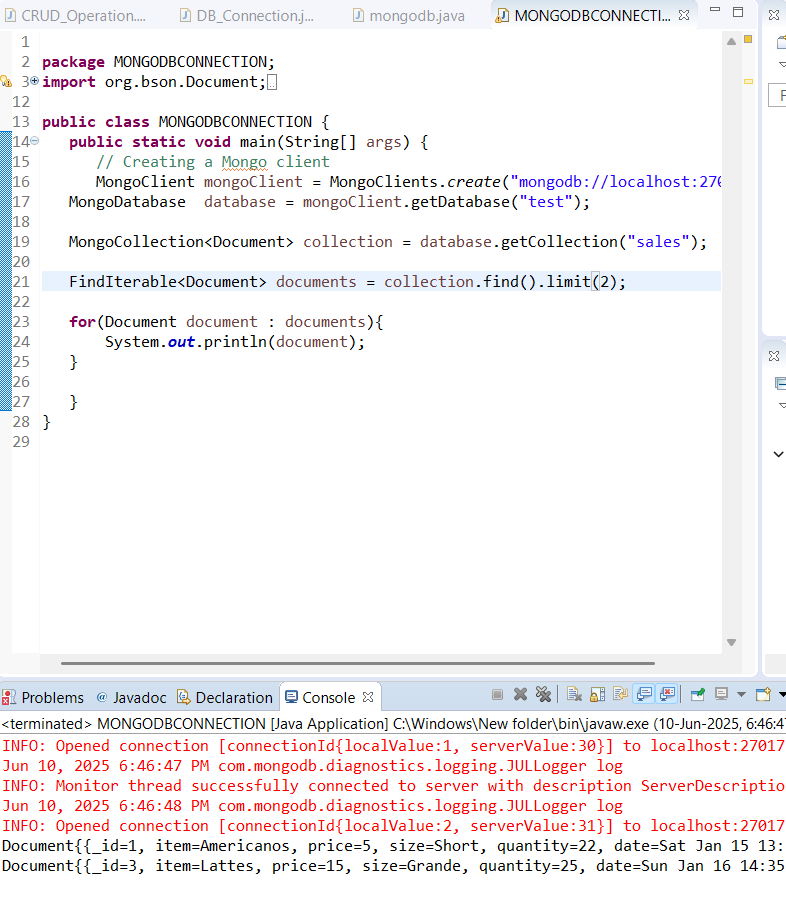 CRUD_Operation.... DB_Connection.j... mongodb.java MONGODBCONNECTI...
1
2 package MONGODBCONNECTION;
3 import org.bson.Document;
12
13 public class MONGODBCONNECTION {
14 public static void main(String[] args) {
15 // Creating a Mongo client
16 MongoClient mongoClient = MongoClients.create("mongodb://localhost:270
17 MongoDatabase database = mongoClient.getDatabase("test");
18
19 MongoCollection<Document> collection = database.getCollection("sales");
20
21 FindIterable<Document> documents = collection.find().limit(2);
22
23 for(Document document : documents){
24 System.out.println(document);
25 }
26
27 }
28 }
29
Problems Javadoc Declaration Console
<terminated> MONGODBCONNECTION [Java Application] C:\Windows\New folder\bin\javaw.exe (10-Jun-2025, 6:46:47
INFO: Opened connection [connectionId{localValue:1, serverValue:30}] to localhost:27017
Jun 10, 2025 6:46:47 PM com.mongodb.diagnostics.logging.JULLogger log
INFO: Monitor thread successfully connected to server with description ServerDescriptio
Jun 10, 2025 6:46:48 PM com.mongodb.diagnostics.logging.JULLogger log
INFO: Opened connection [connectionId{localValue:2, serverValue:31}] to localhost:27017
Document{{_id=1, item=Americanos, price=5, size=Short, quantity=22, date=Sat Jan 15 13:
Document{{_id=3, item=Lattes, price=15, size=Grande, quantity=25, date=Sun Jan 16 14:35